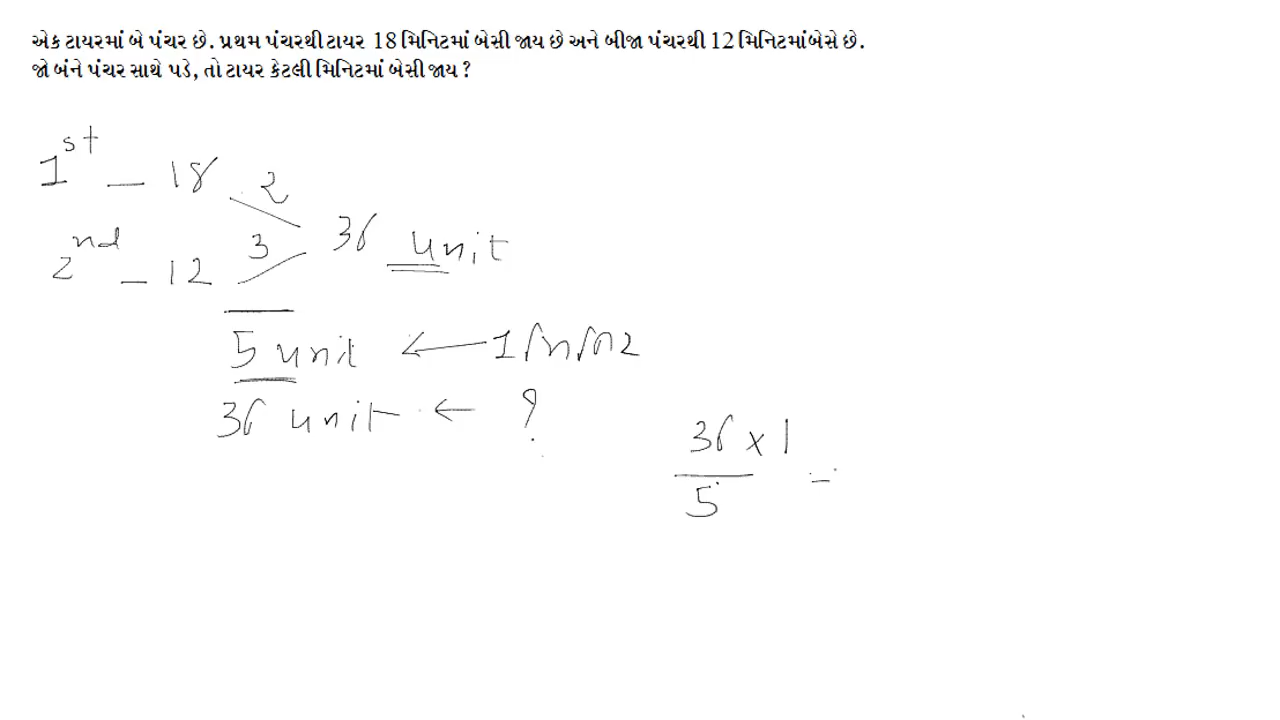 એક ટાયરમાં બે પંચર છે. પ્રથમ પંચરથી ટાયર 18 મિનિટમાં બેસી જાય છે અને બીજા પંચરથી 12 મિનિટમાંબેસે છે.
જો બંને પંચર સાથે પડે, તો ટાયર કેટલી મિનિટમાં બેસી જાય ?
1st - 18 2
2nd - 12 3 36 unit
5 unit ← 1 મિનિટ
36 unit ← ?
36 x 1
5 =